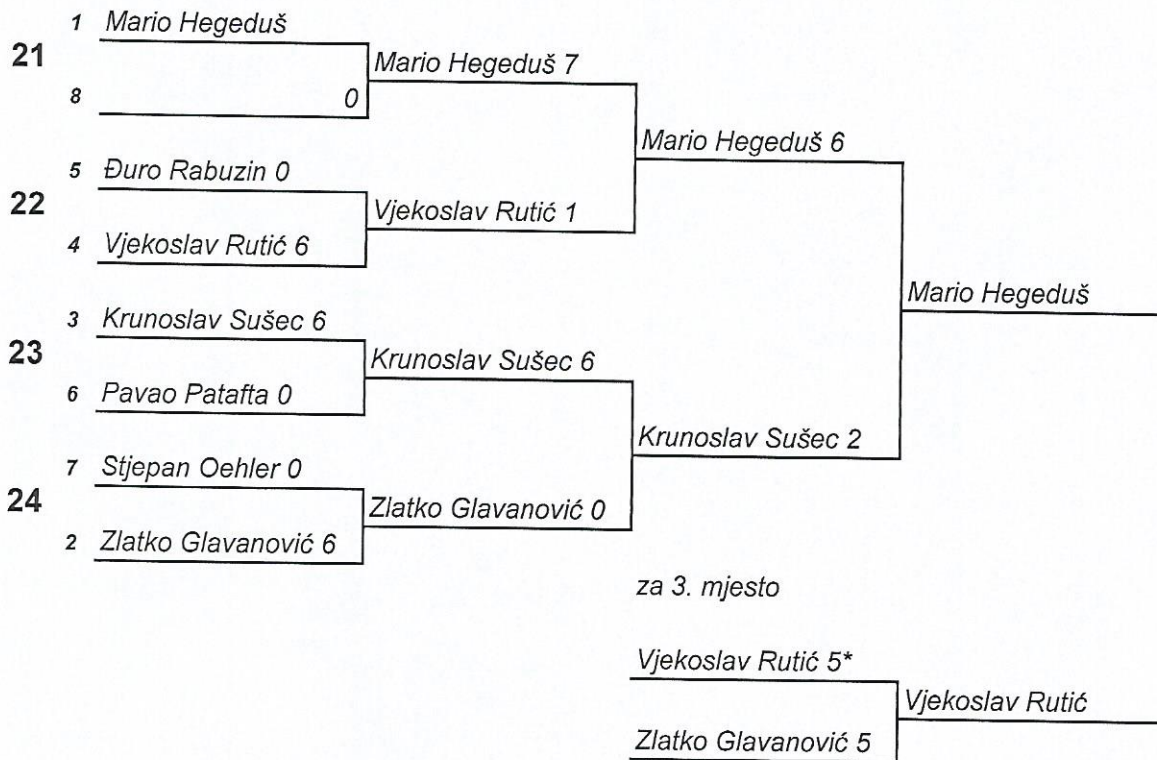 1 Mario Hegeduš
21
Mario Hegeduš 7
8 0
Mario Hegeduš 6
5 Đuro Rabuzin 0
22
Vjekoslav Rutić 1
4 Vjekoslav Rutić 6
Mario Hegeduš
3 Krunoslav Sušec 6
23
Krunoslav Sušec 6
6 Pavao Patafta 0
Krunoslav Sušec 2
7 Stjepan Oehler 0
24
Zlatko Glavanović 0
2 Zlatko Glavanović 6
za 3. mjesto
Vjekoslav Rutić 5*
Vjekoslav Rutić
Zlatko Glavanović 5